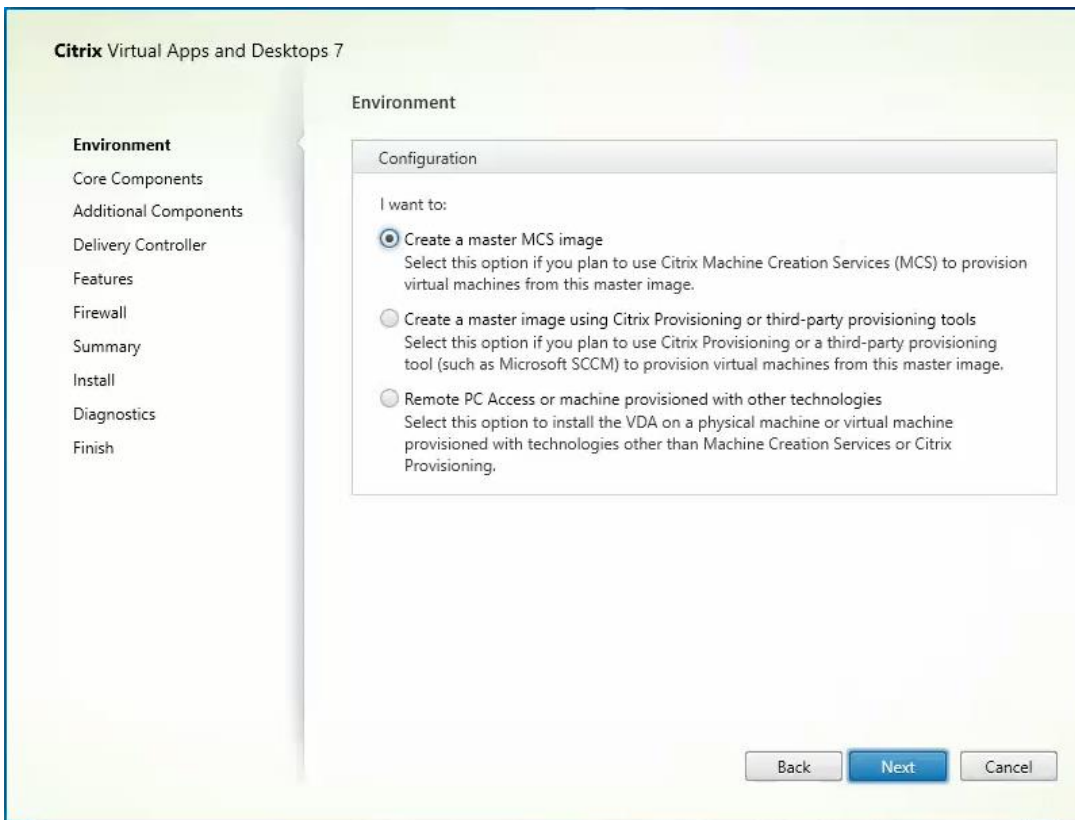 Citrix Virtual Apps and Desktops 7
Environment
Core Components
Additional Components
Delivery Controller
Features
Firewall
Summary
Install
Diagnostics
Finish
Environment
Configuration
I want to:
Create a master MCS image
Select this option if you plan to use Citrix Machine Creation Services (MCS) to provision
virtual machines from this master image.
Create a master image using Citrix Provisioning or third-party provisioning tools
Select this option if you plan to use Citrix Provisioning or a third-party provisioning
tool (such as Microsoft SCCM) to provision virtual machines from this master image.
Remote PC Access or machine provisioned with other technologies
Select this option to install the VDA on a physical machine or virtual machine
provisioned with technologies other than Machine Creation Services or Citrix
Provisioning.
Back Next Cancel